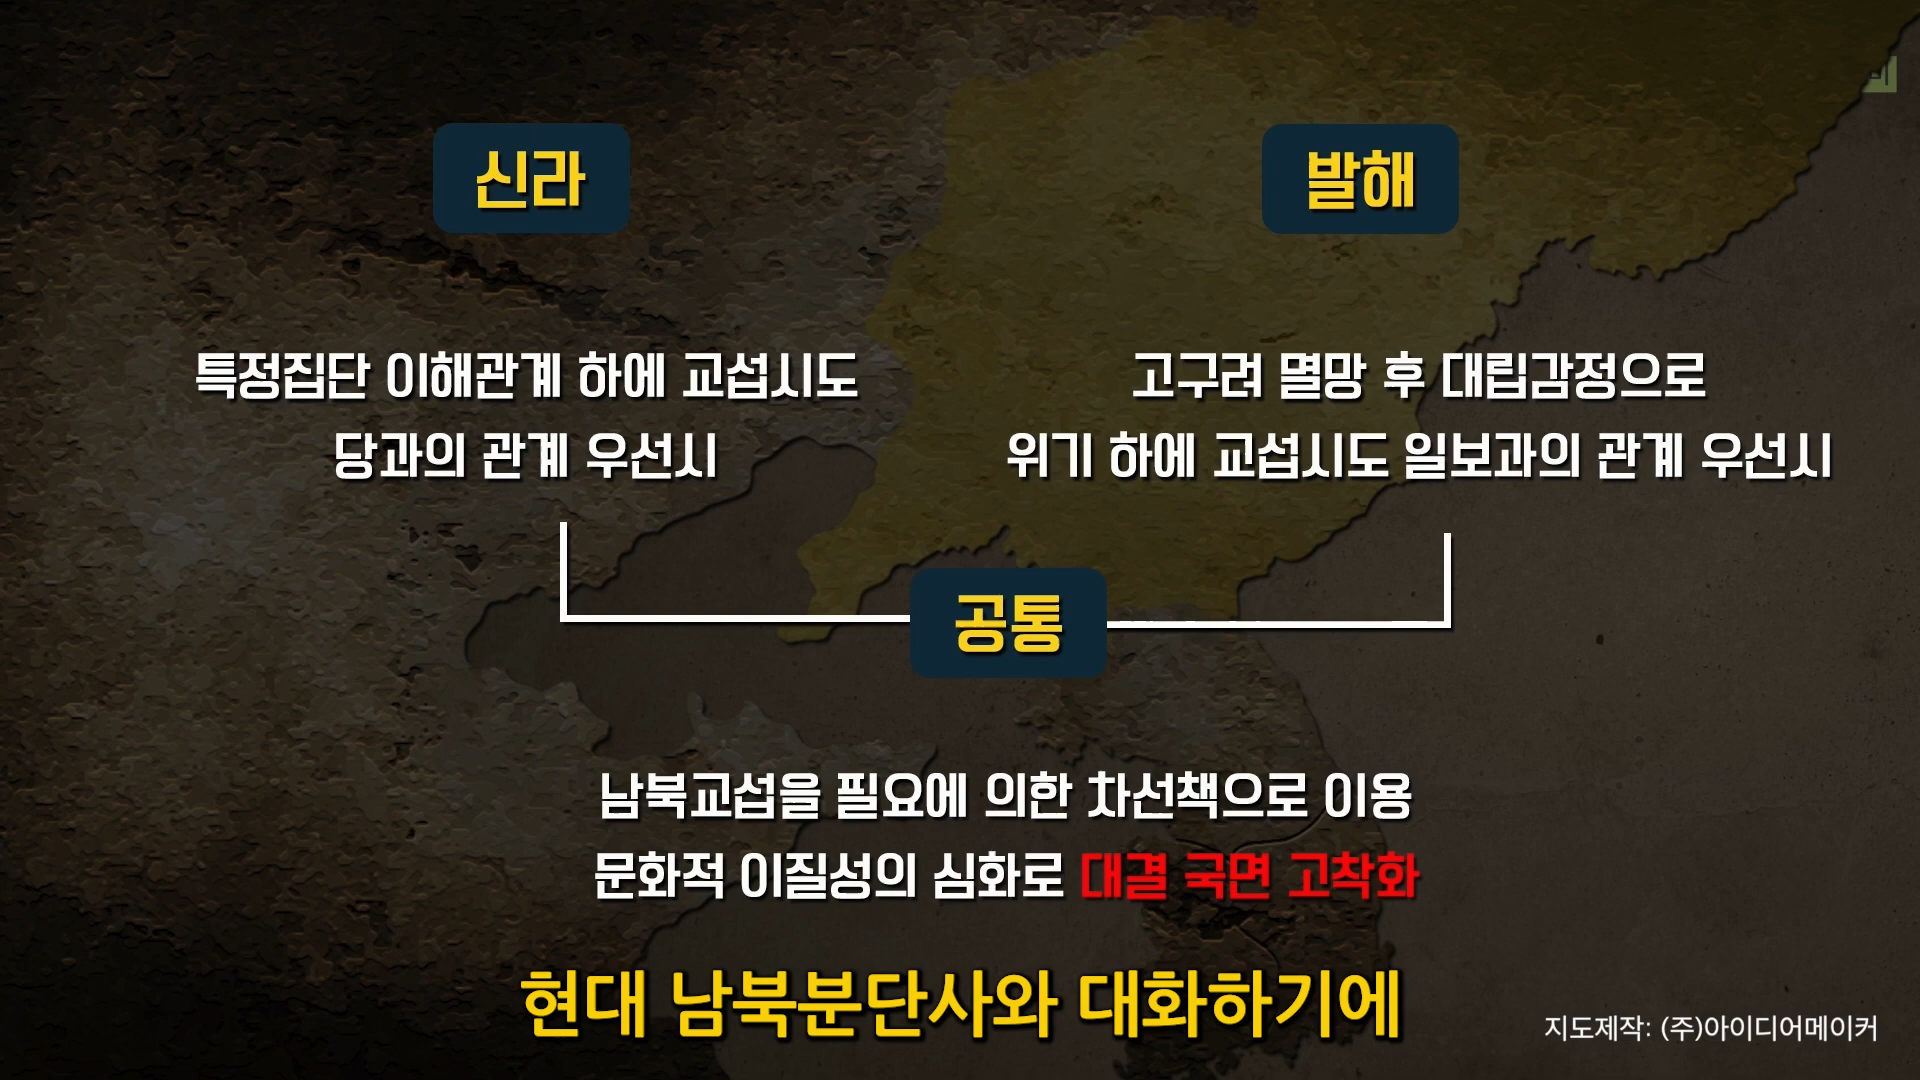 신라
발해
특정집단 이해관계 하에 교섭시도
당과의 관계 우선시
고구려 멸망 후 대립감정으로
위기 하에 교섭시도 일보과의 관계 우선시
공통
남북교섭을 필요에 의한 차선책으로 이용
문화적 이질성의 심화로 대결 국면 고착화
현대 남북분단사와 대화하기에
지도제작: (주)아이디어메이커